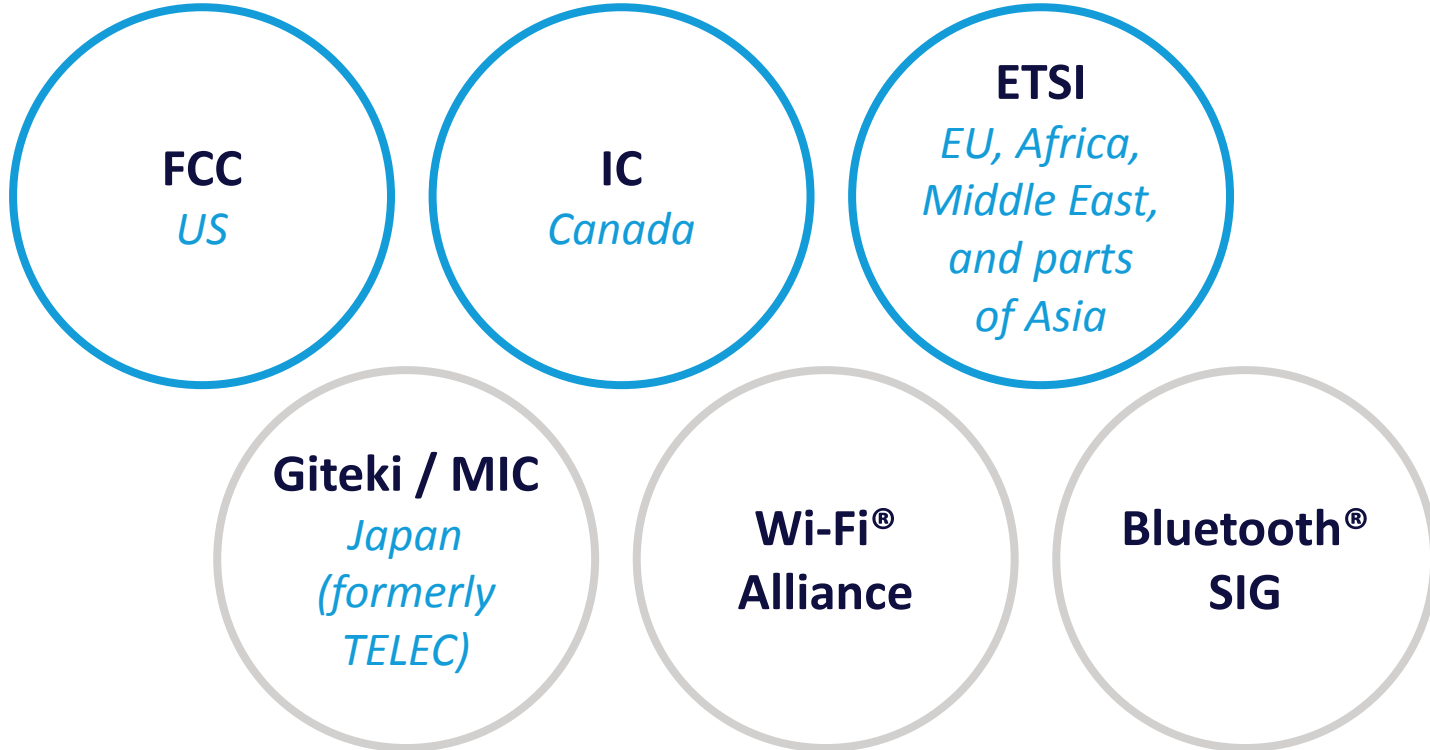 FCC
US
IC
Canada
ETSI
EU, Africa,
Middle East,
and parts
of Asia
Giteki / MIC
Japan
(formerly
TELEC)
Wi-Fi®
Alliance
Bluetooth®
SIG